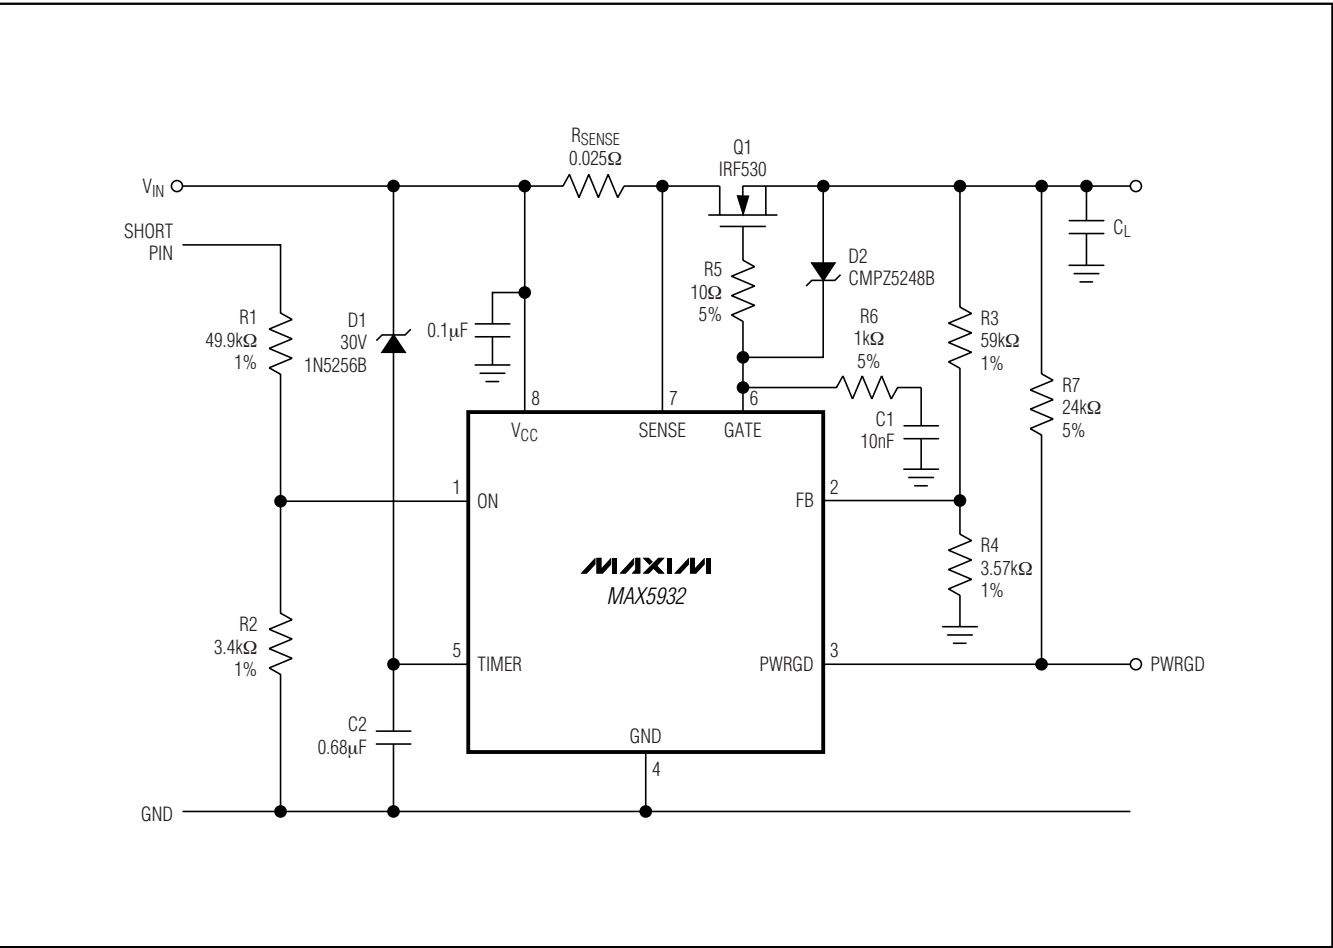 RSENSE
0.025Ω
Q1
IRF530
VIN
SHORT
PIN
CL
D2
CMPZ5248B
R5
10Ω
5%
R1
49.9kΩ
1%
D1
30V
1N5256B
0.1μF
R6
1kΩ
5%
R3
59kΩ
1%
R7
24kΩ
5%
8
7
6
VCC
SENSE
GATE
C1
10nF
1
ON
2
FB
MAXIM
MAX5932
R4
3.57kΩ
1%
R2
3.4kΩ
1%
5
TIMER
3
PWRGD
PWRGD
C2
0.68μF
GND
4
GND